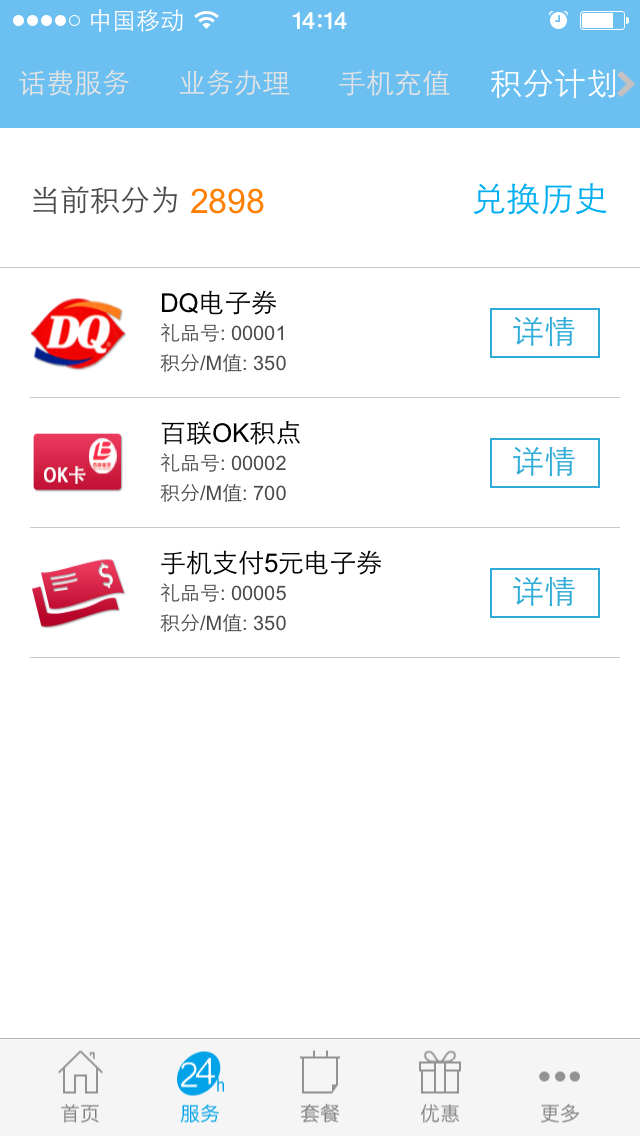 中国移动 14:14
话费服务 业务办理 手机充值 积分计划
当前积分为 2898 兑换历史
DQ
DQ电子券
礼品号: 00001
积分/M值: 350
详情
OK卡
百联OK积点
礼品号: 00002
积分/M值: 700
详情
$
手机支付5元电子券
礼品号: 00005
积分/M值: 350
详情
24h
首页 服务 套餐 优惠 更多